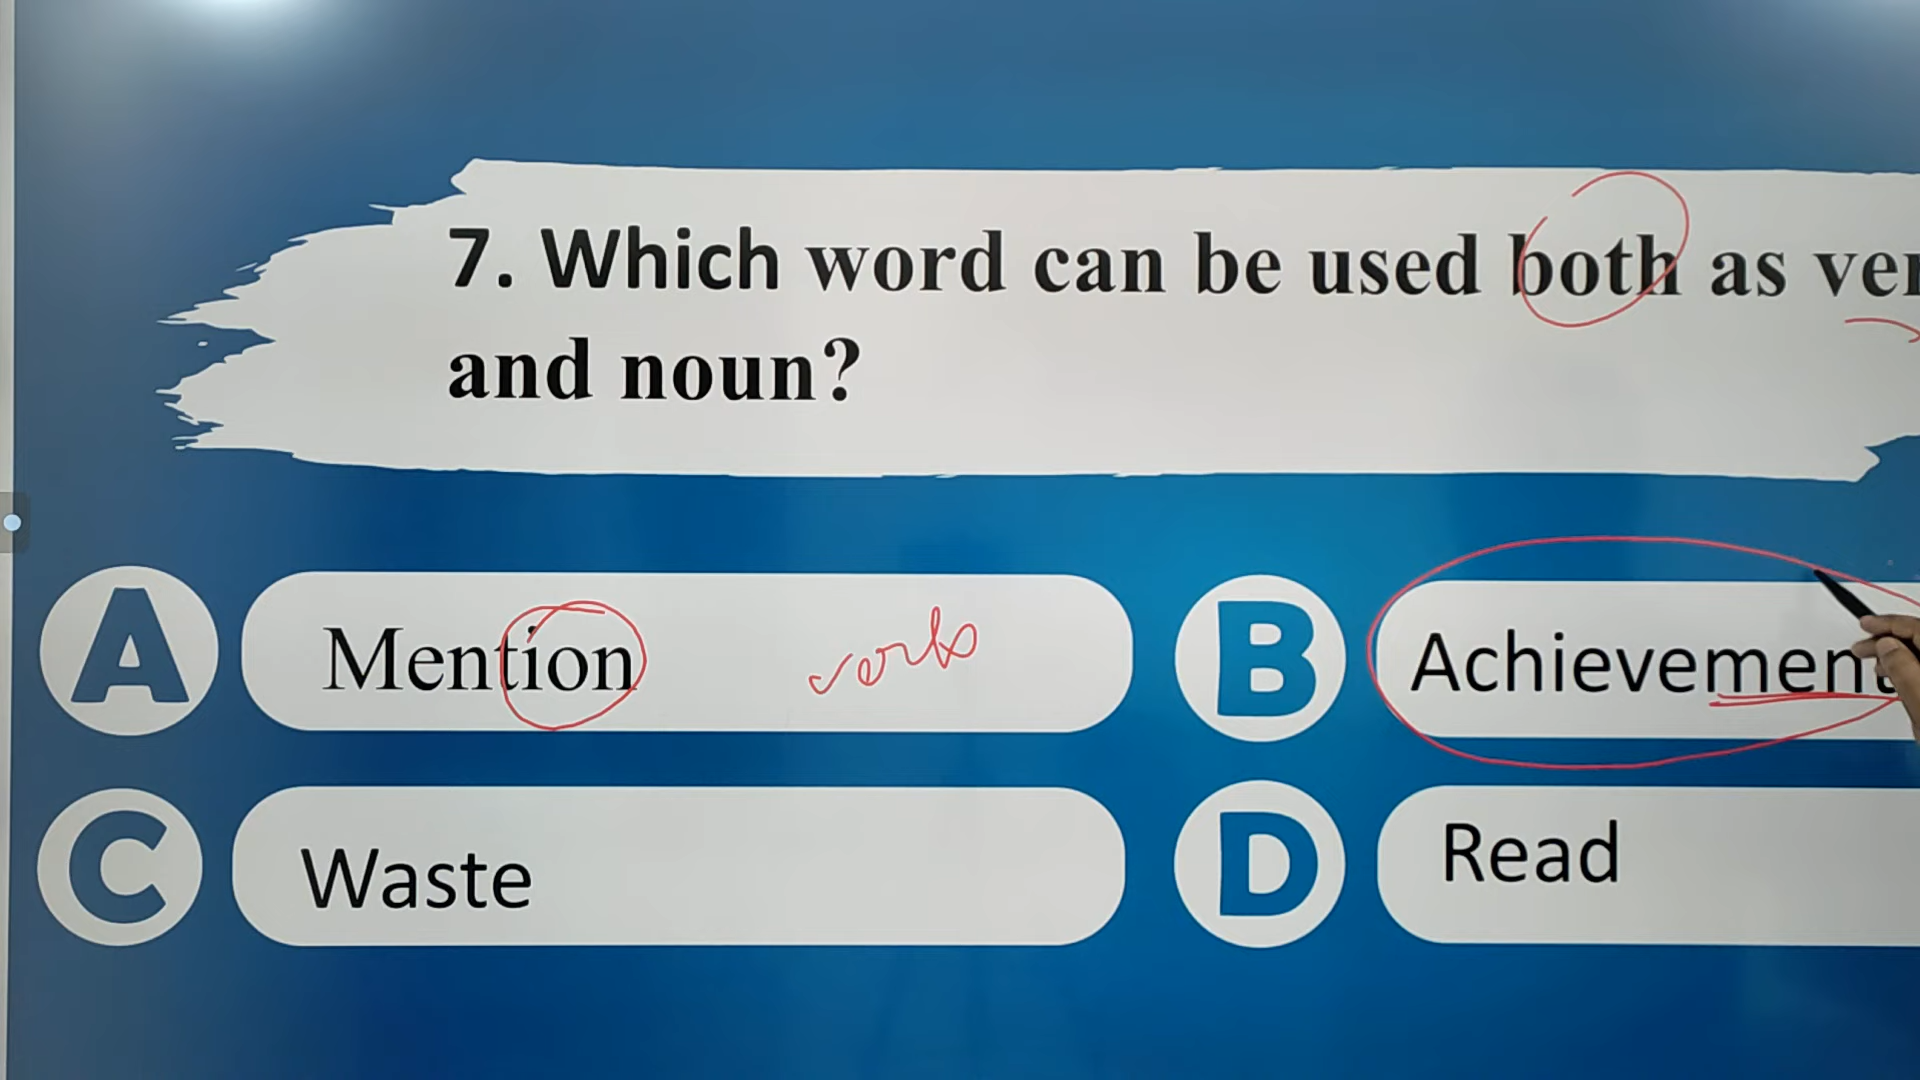 7. Which word can be used both as ver
and noun?
A Mention verb
B Achievement
C Waste
D Read